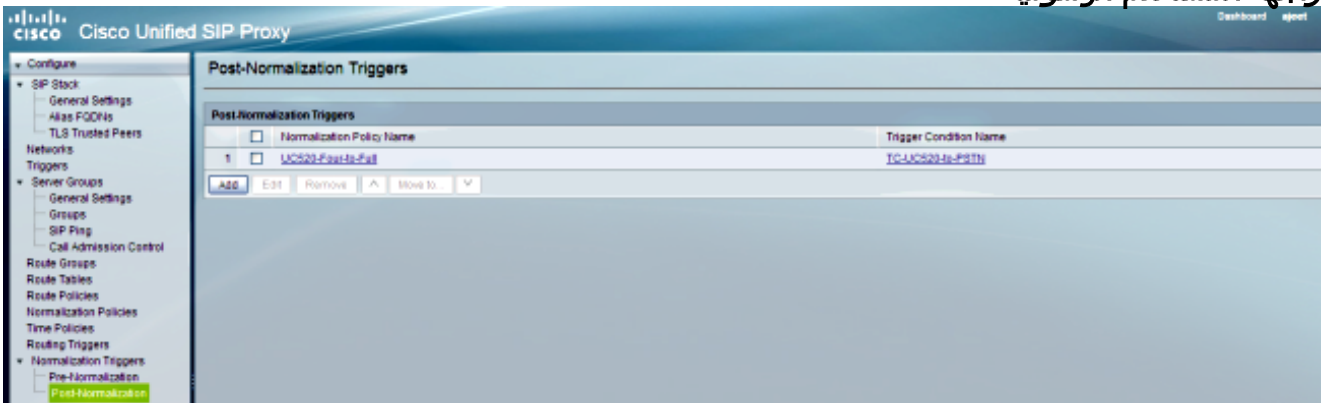 Dashboard ajeet
CISCO Cisco Unified SIP Proxy
Configure
SIP Stack
General Settings
Alias FQDNs
TLS Trusted Peers
Networks
Triggers
Server Groups
General Settings
Groups
SIP Ping
Call Admission Control
Route Groups
Route Tables
Route Policies
Normalization Policies
Time Policies
Routing Triggers
Normalization Triggers
Pre-Normalization
Post-Normalization
Post-Normalization Triggers
Post-Normalization Triggers
Normalization Policy Name Trigger Condition Name
1 UC520-Four-to-Full TC-UC520-to-PSTN
Add Edit Remove Move to...